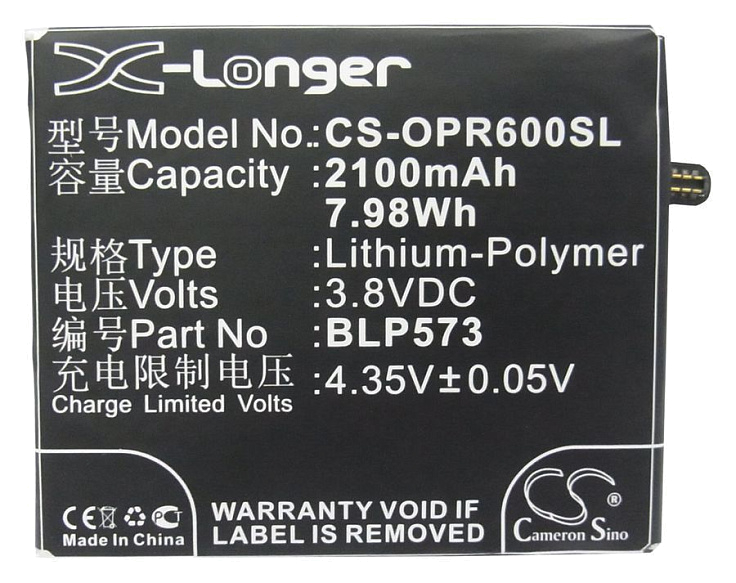 X-Longer
型号Model No.:CS-OPR600SL
容量Capacity :2100mAh
7.98Wh
规格Type :Lithium-Polymer
电压Volts :3.8VDC
编号Part No :BLP573
充电限制电压 :4.35V±0.05V
Charge Limited Volts
CE PCT
Made In China
WARRANTY VOID IF
LABEL IS REMOVED
CS®
Cameron Sino